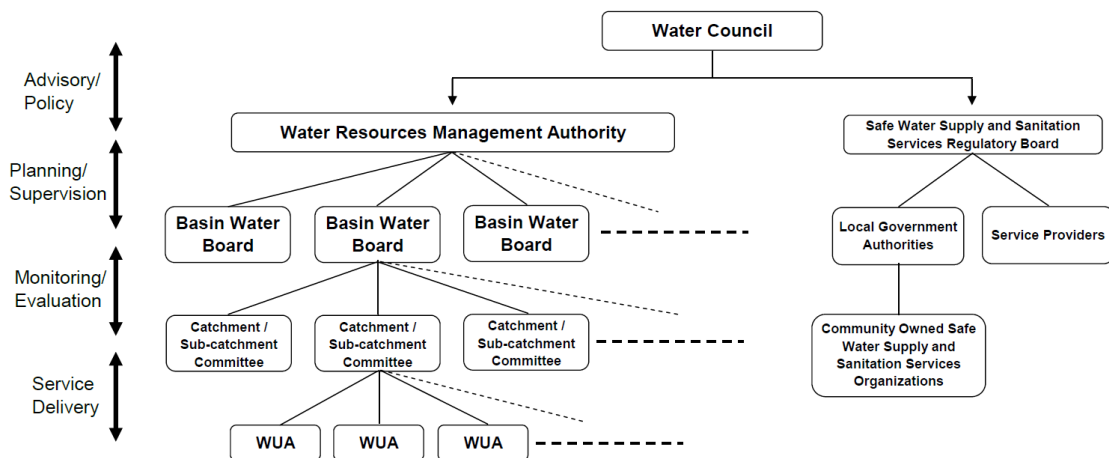 Water Council
Advisory/
Policy
Water Resources Management Authority
Safe Water Supply and Sanitation
Services Regulatory Board
Planning/
Supervision
Basin Water
Board
Basin Water
Board
Basin Water
Board
Local Government
Authorities
Service Providers
Monitoring/
Evaluation
Catchment /
Sub-catchment
Committee
Catchment /
Sub-catchment
Committee
Catchment /
Sub-catchment
Committee
Community Owned Safe
Water Supply and
Sanitation Services
Organizations
Service
Delivery
WUA
WUA
WUA